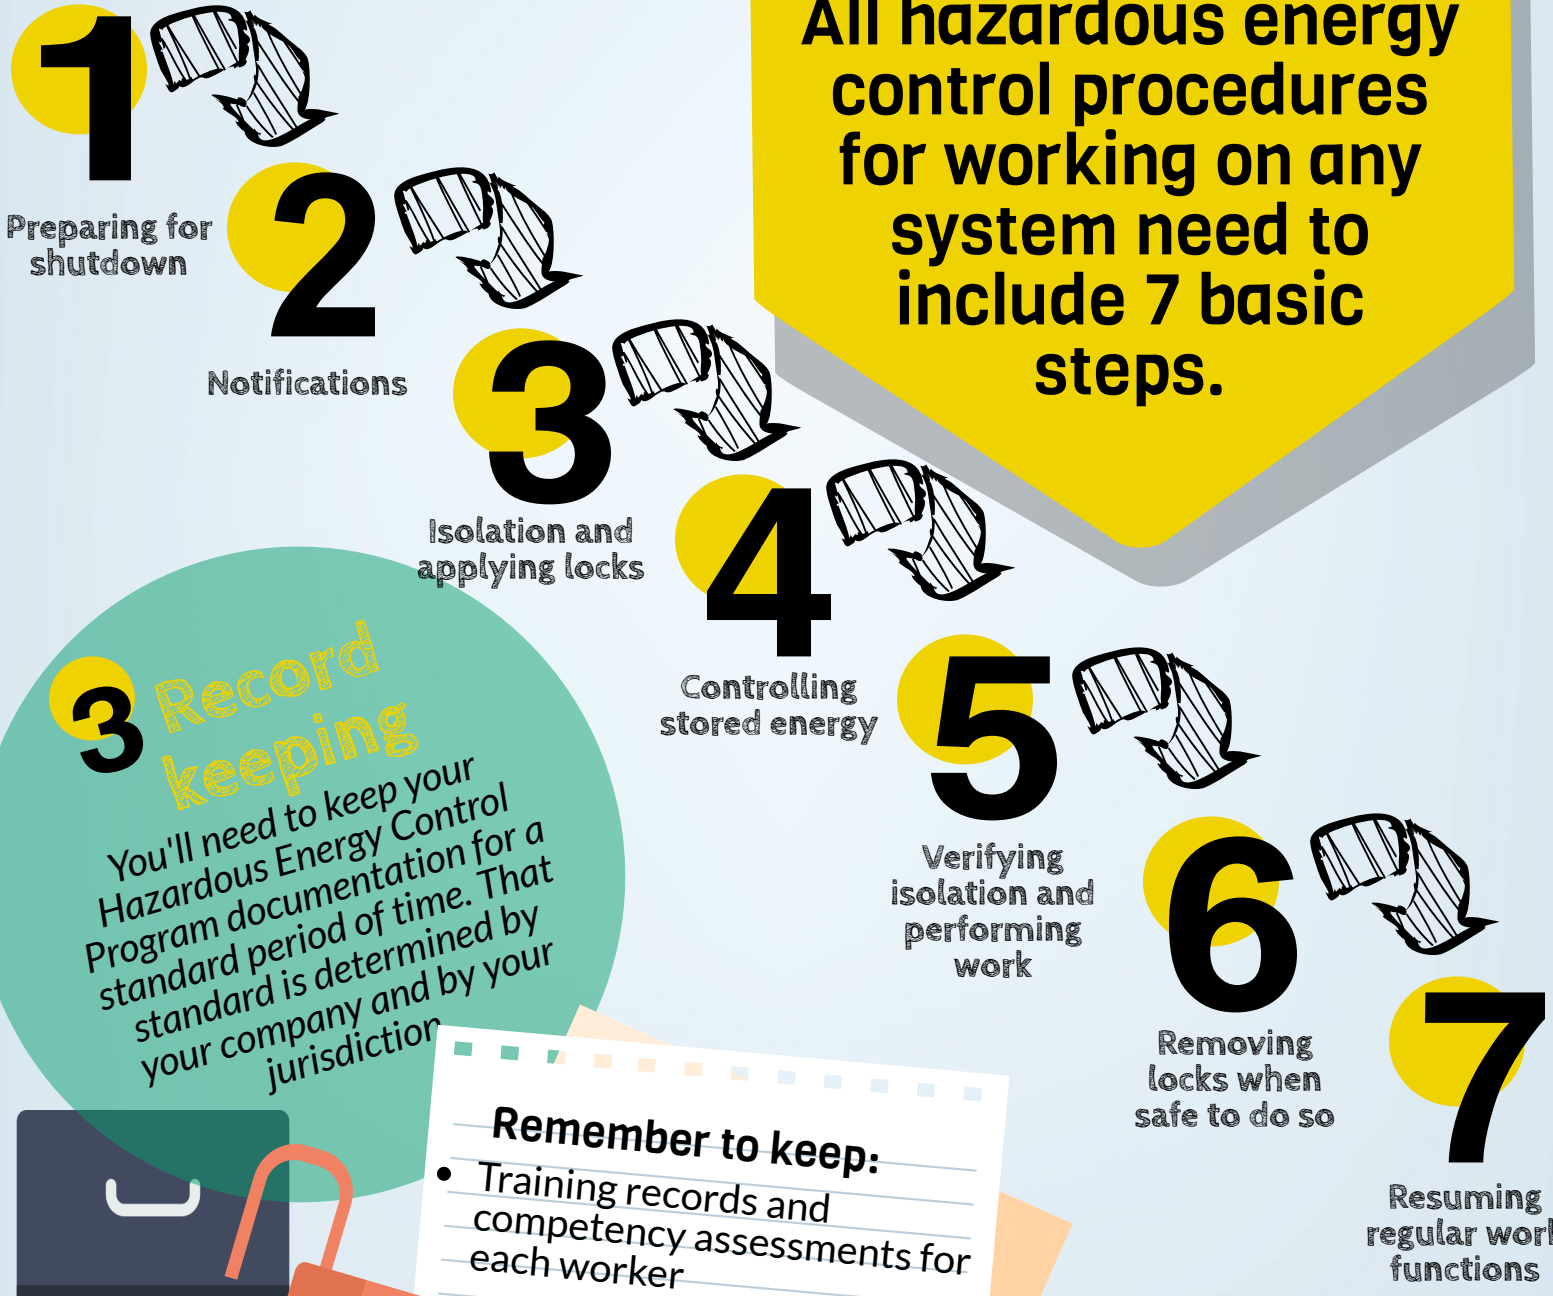 All hazardous energy
control procedures
for working on any
system need to
include 7 basic
steps.
1
Preparing for
shutdown
2
Notifications
3
Isolation and
applying locks
4
Controlling
stored energy
5
Verifying
isolation and
performing
work
6
Removing
locks when
safe to do so
7
Resuming
regular work
functions
3 Record
keeping
You'll need to keep your
Hazardous Energy Control
Program documentation for a
standard period of time. That
standard is determined by
your company and by your
jurisdiction
Remember to keep:
• Training records and
competency assessments for
each worker